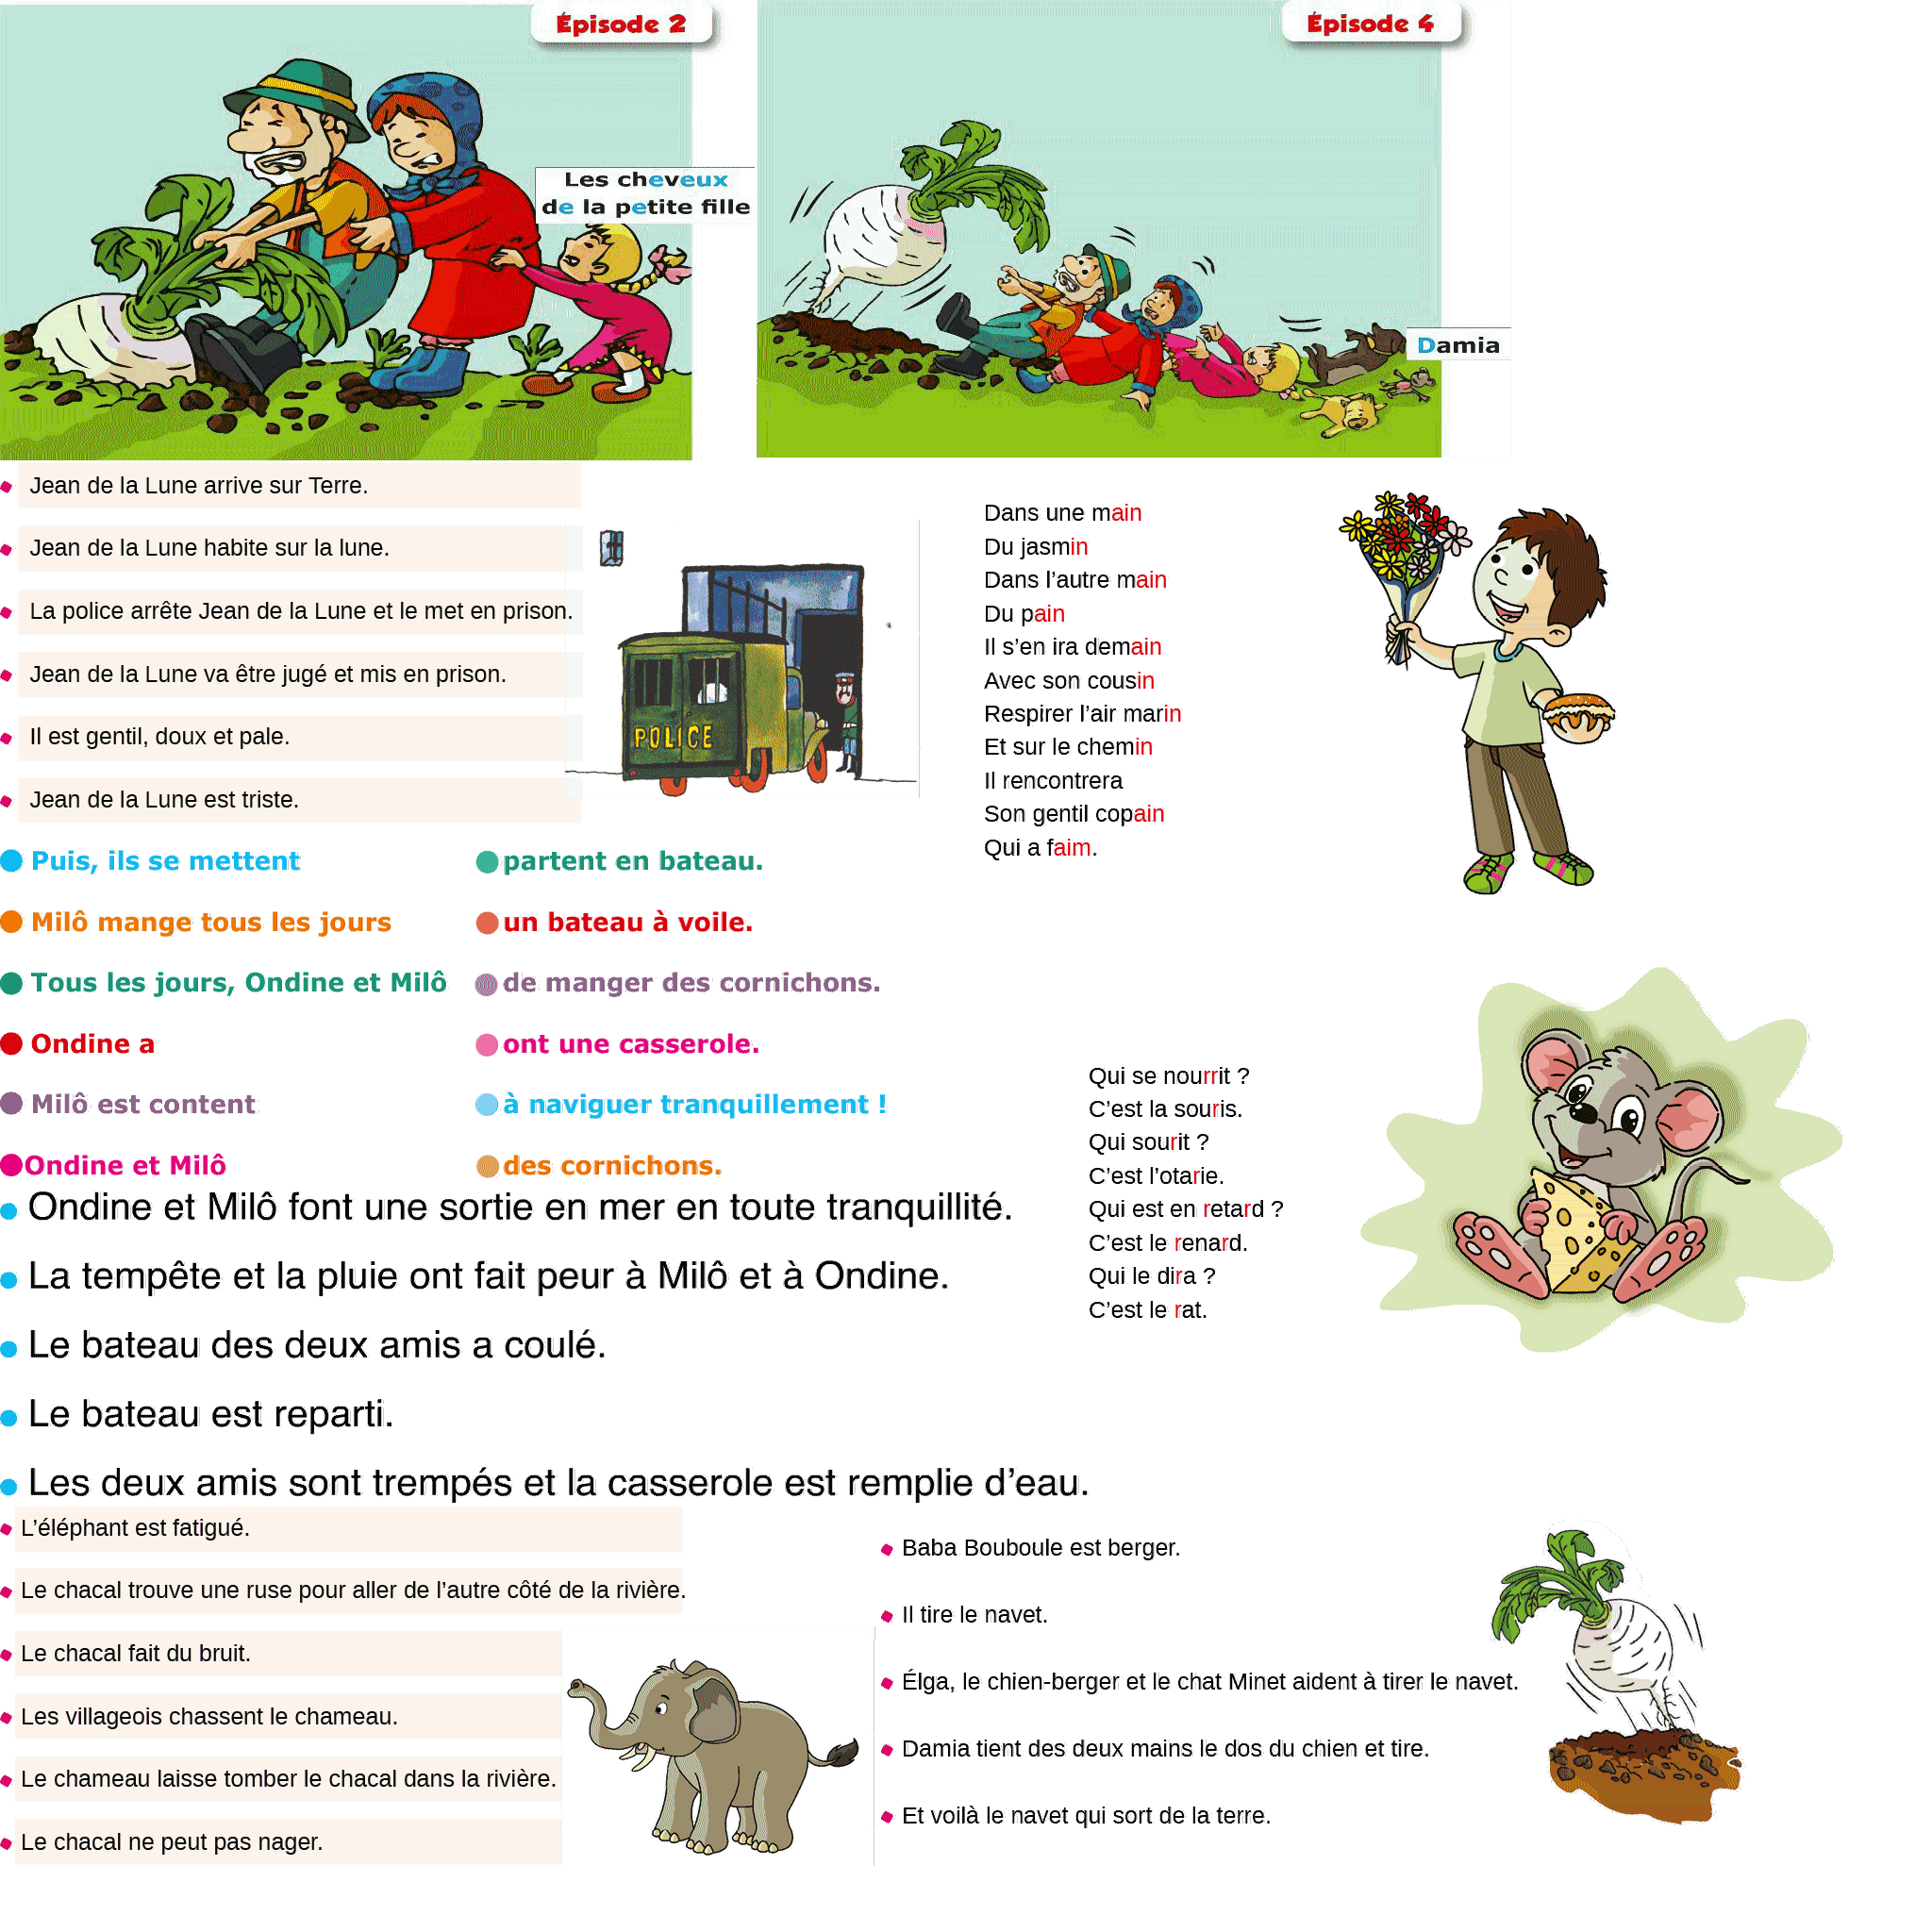 Épisode 2
Les cheveux
de la petite fille
Épisode 4
Damia
Jean de la Lune arrive sur Terre.
Jean de la Lune habite sur la lune.
La police arrête Jean de la Lune et le met en prison.
Jean de la Lune va être jugé et mis en prison.
Il est gentil, doux et pale.
Jean de la Lune est triste.
POLICE
Dans une main
Du jasmin
Dans l’autre main
Du pain
Il s’en ira demain
Avec son cousin
Respirer l’air marin
Et sur le chemin
Il rencontrera
Son gentil copain
Qui a faim.
Puis, ils se mettent
Milô mange tous les jours
Tous les jours, Ondine et Milô
Ondine a
Milô est content
Ondine et Milô
partent en bateau.
un bateau à voile.
de manger des cornichons.
ont une casserole.
à naviguer tranquillement !
des cornichons.
Qui se nourrit ?
C’est la souris.
Qui sourit ?
C’est l’otarie.
Qui est en retard ?
C’est le renard.
Qui le dira ?
C’est le rat.
Ondine et Milô font une sortie en mer en toute tranquillité.
La tempête et la pluie ont fait peur à Milô et à Ondine.
Le bateau des deux amis a coulé.
Le bateau est reparti.
Les deux amis sont trempés et la casserole est remplie d’eau.
L’éléphant est fatigué.
Le chacal trouve une ruse pour aller de l’autre côté de la rivière.
Le chacal fait du bruit.
Les villageois chassent le chameau.
Le chameau laisse tomber le chacal dans la rivière.
Le chacal ne peut pas nager.
Baba Bouboule est berger.
Il tire le navet.
Élga, le chien-berger et le chat Minet aident à tirer le navet.
Damia tient des deux mains le dos du chien et tire.
Et voilà le navet qui sort de la terre.